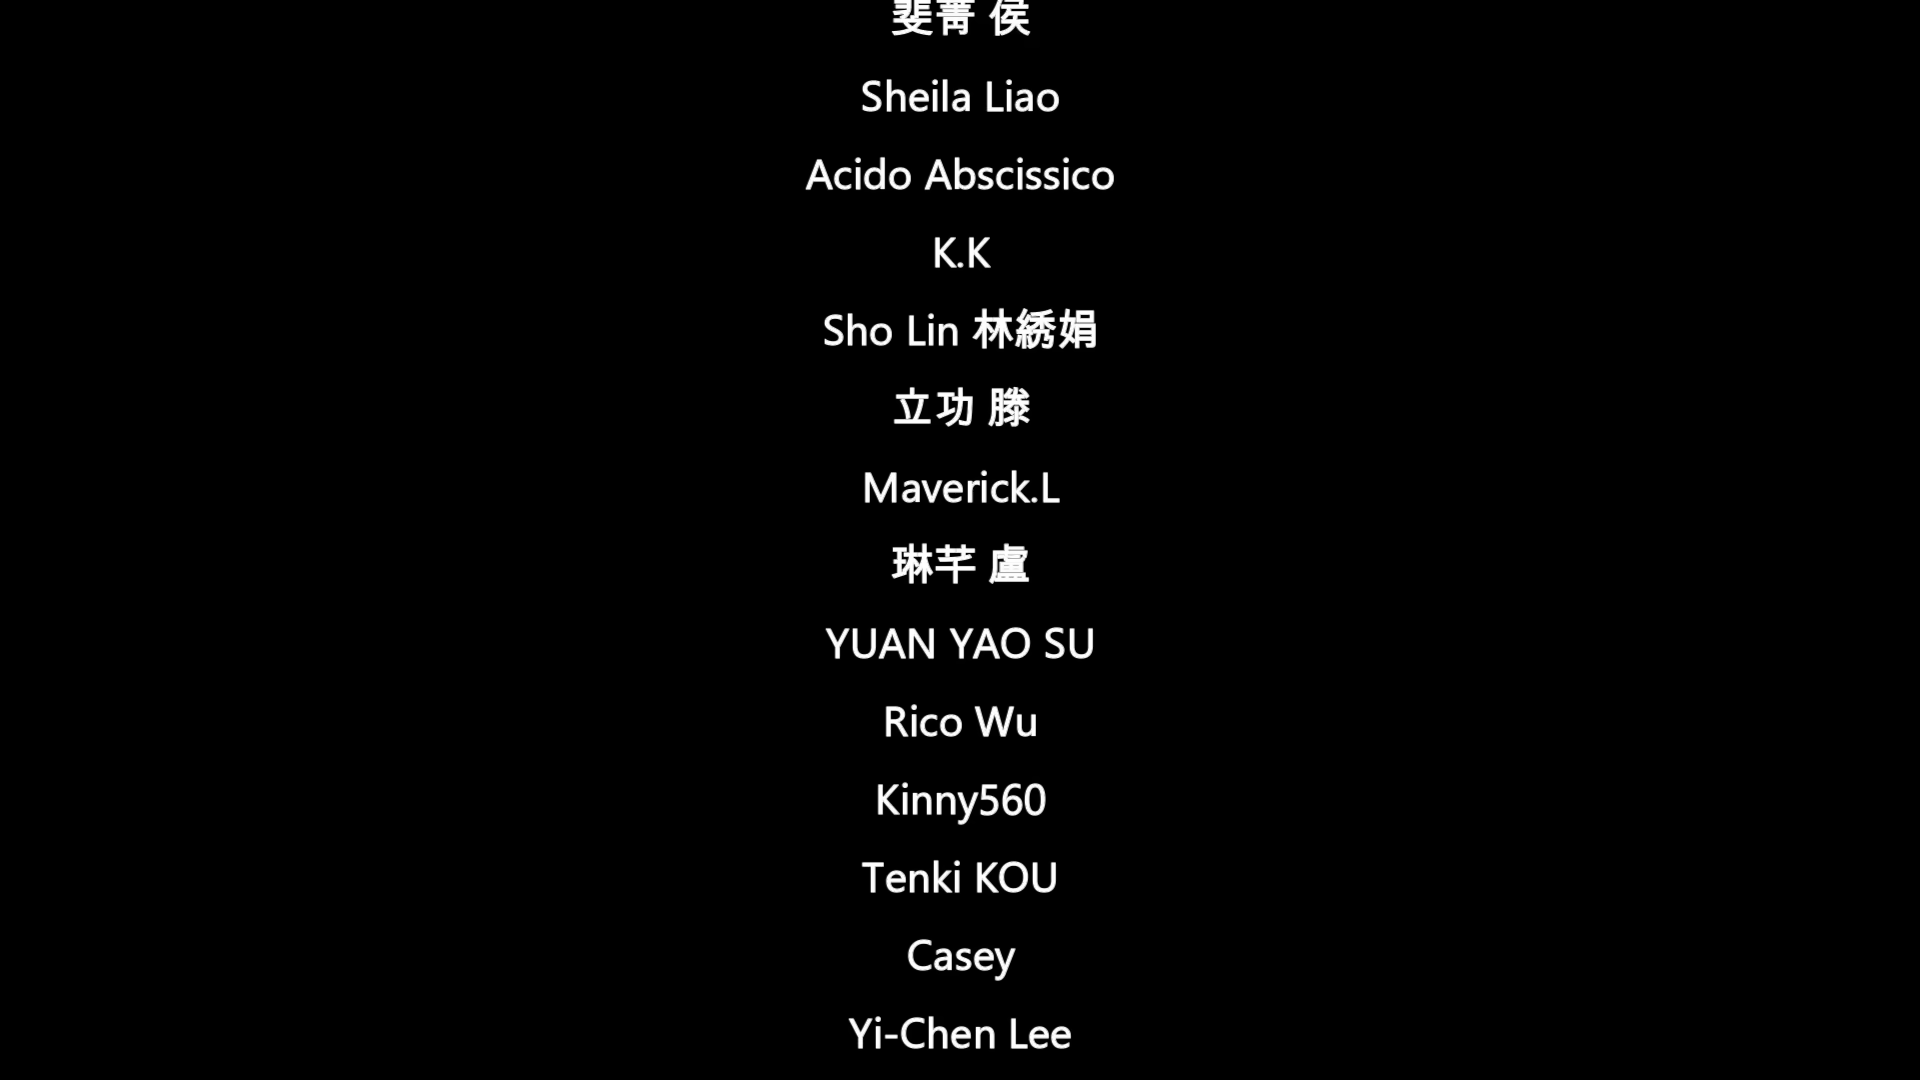 斐菁 侯
Sheila Liao
Acido Abscissico
K.K
Sho Lin 林綉娟
立功 滕
Maverick.L
琳芊 盧
YUAN YAO SU
Rico Wu
Kinny560
Tenki KOU
Casey
Yi-Chen Lee